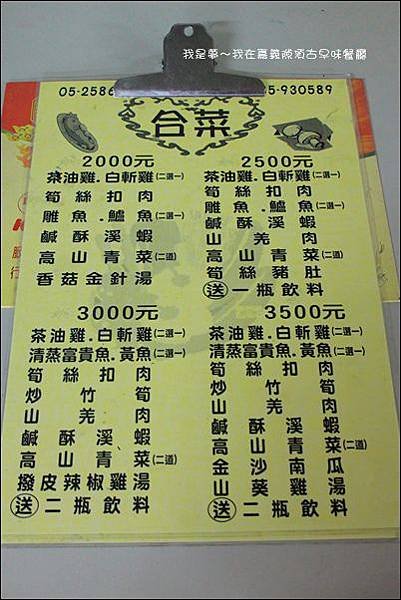 我是夢～我在嘉義頂湖古早味餐廳
05-2586
5-930589
合菜
2000元
茶油雞.白斬雞(二選一)
筍絲扣肉
雕魚.鱸魚(二選一)
鹹酥溪蝦
高山青菜(二道)
香菇金針湯
2500元
茶油雞.白斬雞(二選一)
筍絲扣肉
雕魚.鱸魚(二選一)
鹹酥溪蝦
山羌肉
高山青菜(二道)
筍絲豬肚
送一瓶飲料
3000元
茶油雞.白斬雞(二選一)
清蒸富貴魚.黃魚(二選一)
筍絲扣肉
炒竹筍
山羌肉
鹹酥溪蝦
高山青菜(二道)
撥皮辣椒雞湯
送二瓶飲料
3500元
茶油雞.白斬雞(二選一)
清蒸富貴魚.黃魚(二選一)
筍絲扣肉
炒竹筍
山羌肉
鹹酥溪蝦
高山青菜(二道)
金沙南瓜
山葵雞湯
送二瓶飲料